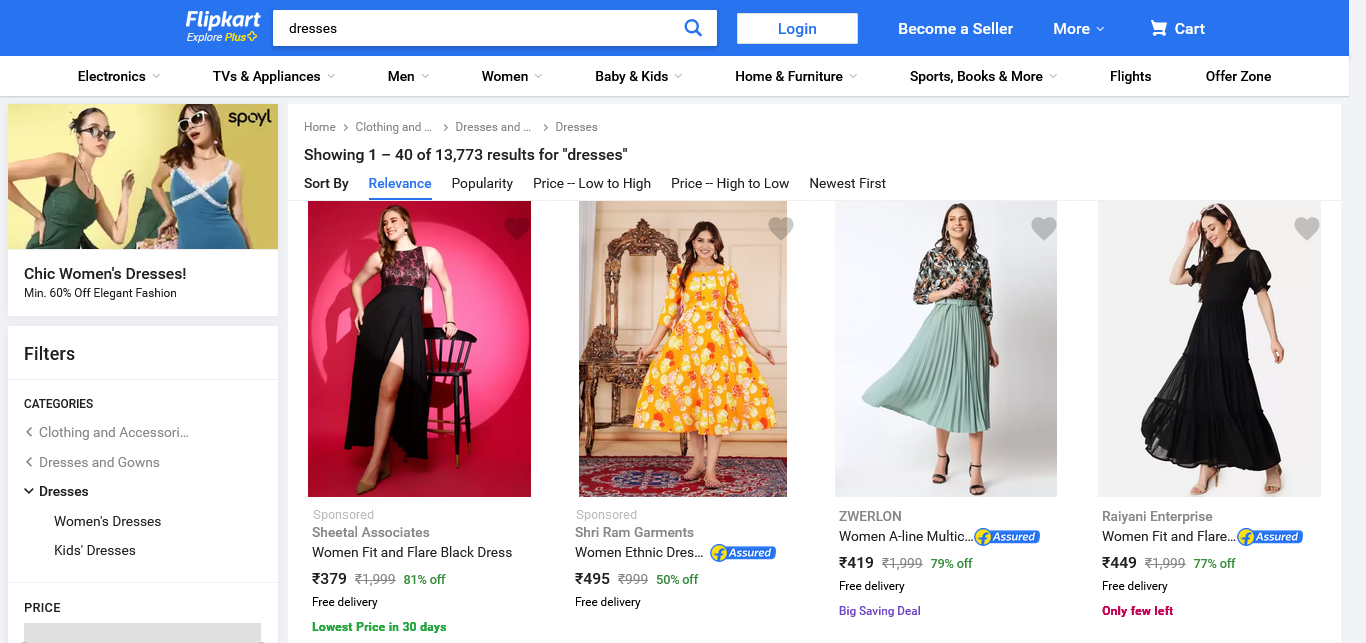 Flipkart
Explore Plus
dresses
Login
Become a Seller
More
Cart
Electronics
TVs & Appliances
Men
Women
Baby & Kids
Home & Furniture
Sports, Books & More
Flights
Offer Zone
spoyl
Chic Women's Dresses!
Min. 60% Off Elegant Fashion
Filters
CATEGORIES
Clothing and Accessori...
Dresses and Gowns
Dresses
Women's Dresses
Kids' Dresses
PRICE
Home
Clothing and ...
Dresses and ...
Dresses
Showing 1 – 40 of 13,773 results for "dresses"
Sort By
Relevance
Popularity
Price -- Low to High
Price -- High to Low
Newest First
Sponsored
Sheetal Associates
Women Fit and Flare Black Dress
₹379 ₹1,999 81% off
Free delivery
Lowest Price in 30 days
Sponsored
Shri Ram Garments
Women Ethnic Dres... Assured
₹495 ₹999 50% off
Free delivery
ZWERLON
Women A-line Multic... Assured
₹419 ₹1,999 79% off
Free delivery
Big Saving Deal
Raiyani Enterprise
Women Fit and Flare... Assured
₹449 ₹1,999 77% off
Free delivery
Only few left